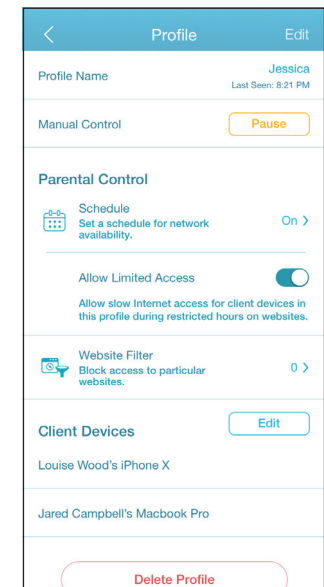 Profile
Edit
Profile Name
Jessica
Last Seen: 8:21 PM
Manual Control
Pause
Parental Control
Schedule
Set a schedule for network
availability.
On
Allow Limited Access
Allow slow Internet access for client devices in
this profile during restricted hours on websites.
Website Filter
Block access to particular
websites.
0
Client Devices
Edit
Louise Wood's iPhone X
Jared Campbell's Macbook Pro
Delete Profile